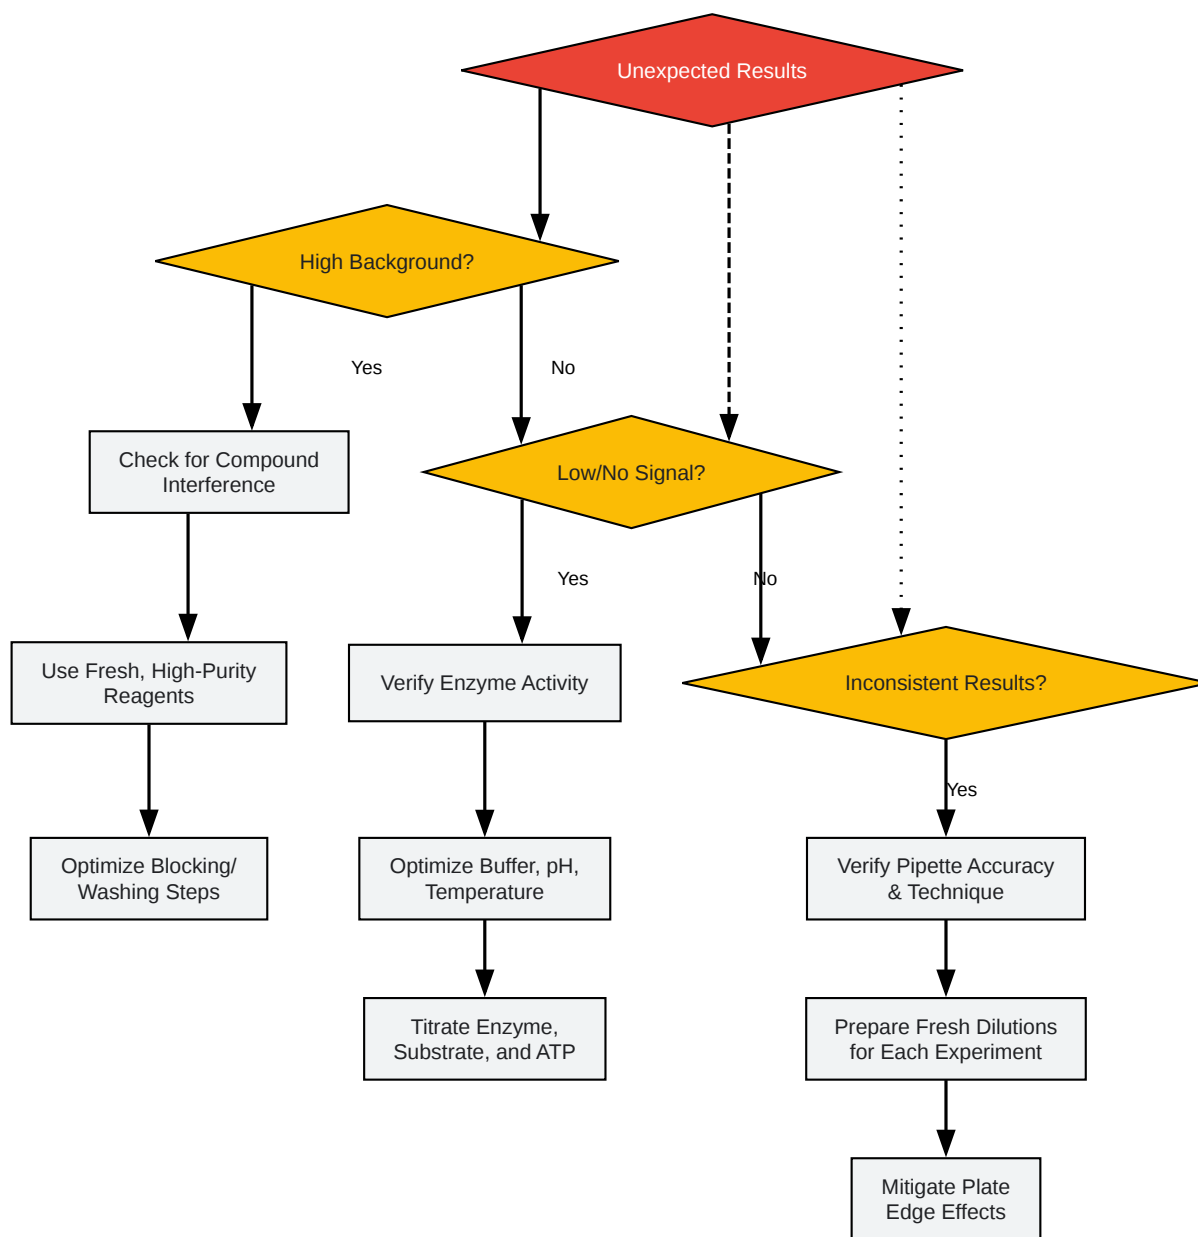 Unexpected Results
High Background?
Yes
No
Check for Compound
Interference
Low/No Signal?
Yes
No
Use Fresh, High-Purity
Reagents
Verify Enzyme Activity
Inconsistent Results?
Yes
Optimize Blocking/
Washing Steps
Optimize Buffer, pH,
Temperature
Verify Pipette Accuracy
& Technique
Titrate Enzyme,
Substrate, and ATP
Prepare Fresh Dilutions
for Each Experiment
Mitigate Plate
Edge Effects